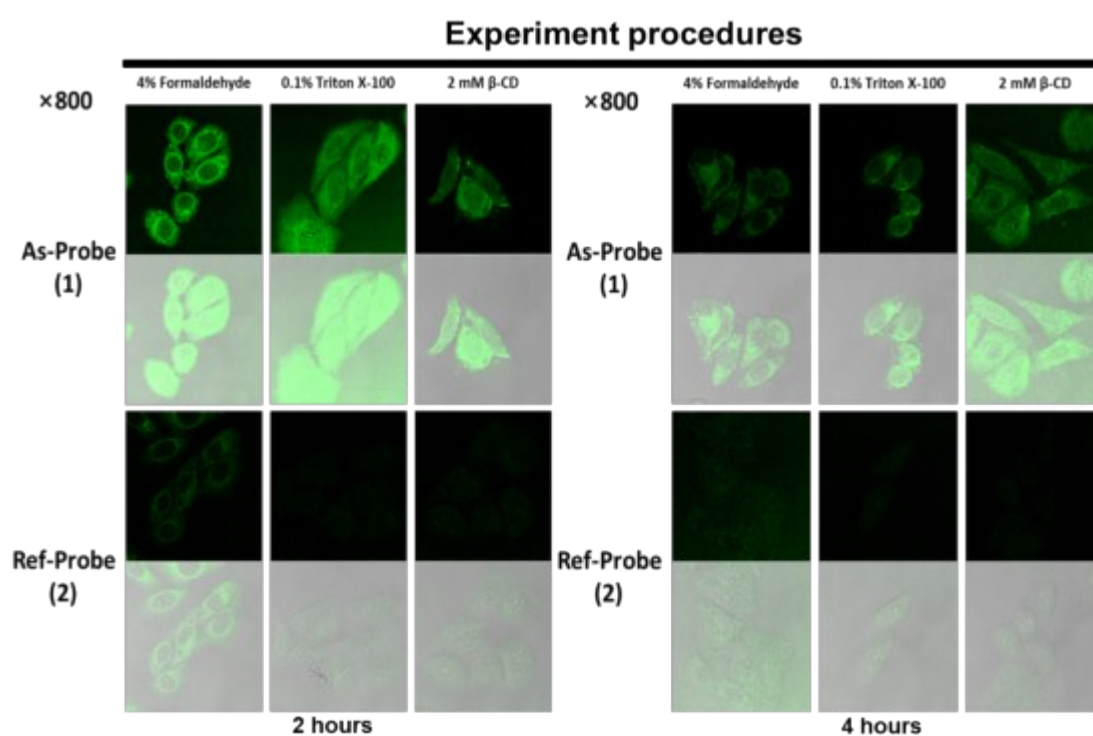 Experiment procedures
4% Formaldehyde 0.1% Triton X-100 2 mM β-CD 4% Formaldehyde 0.1% Triton X-100 2 mM β-CD
×800 ×800
As-Probe As-Probe
(1) (1)
Ref-Probe Ref-Probe
(2) (2)
2 hours 4 hours